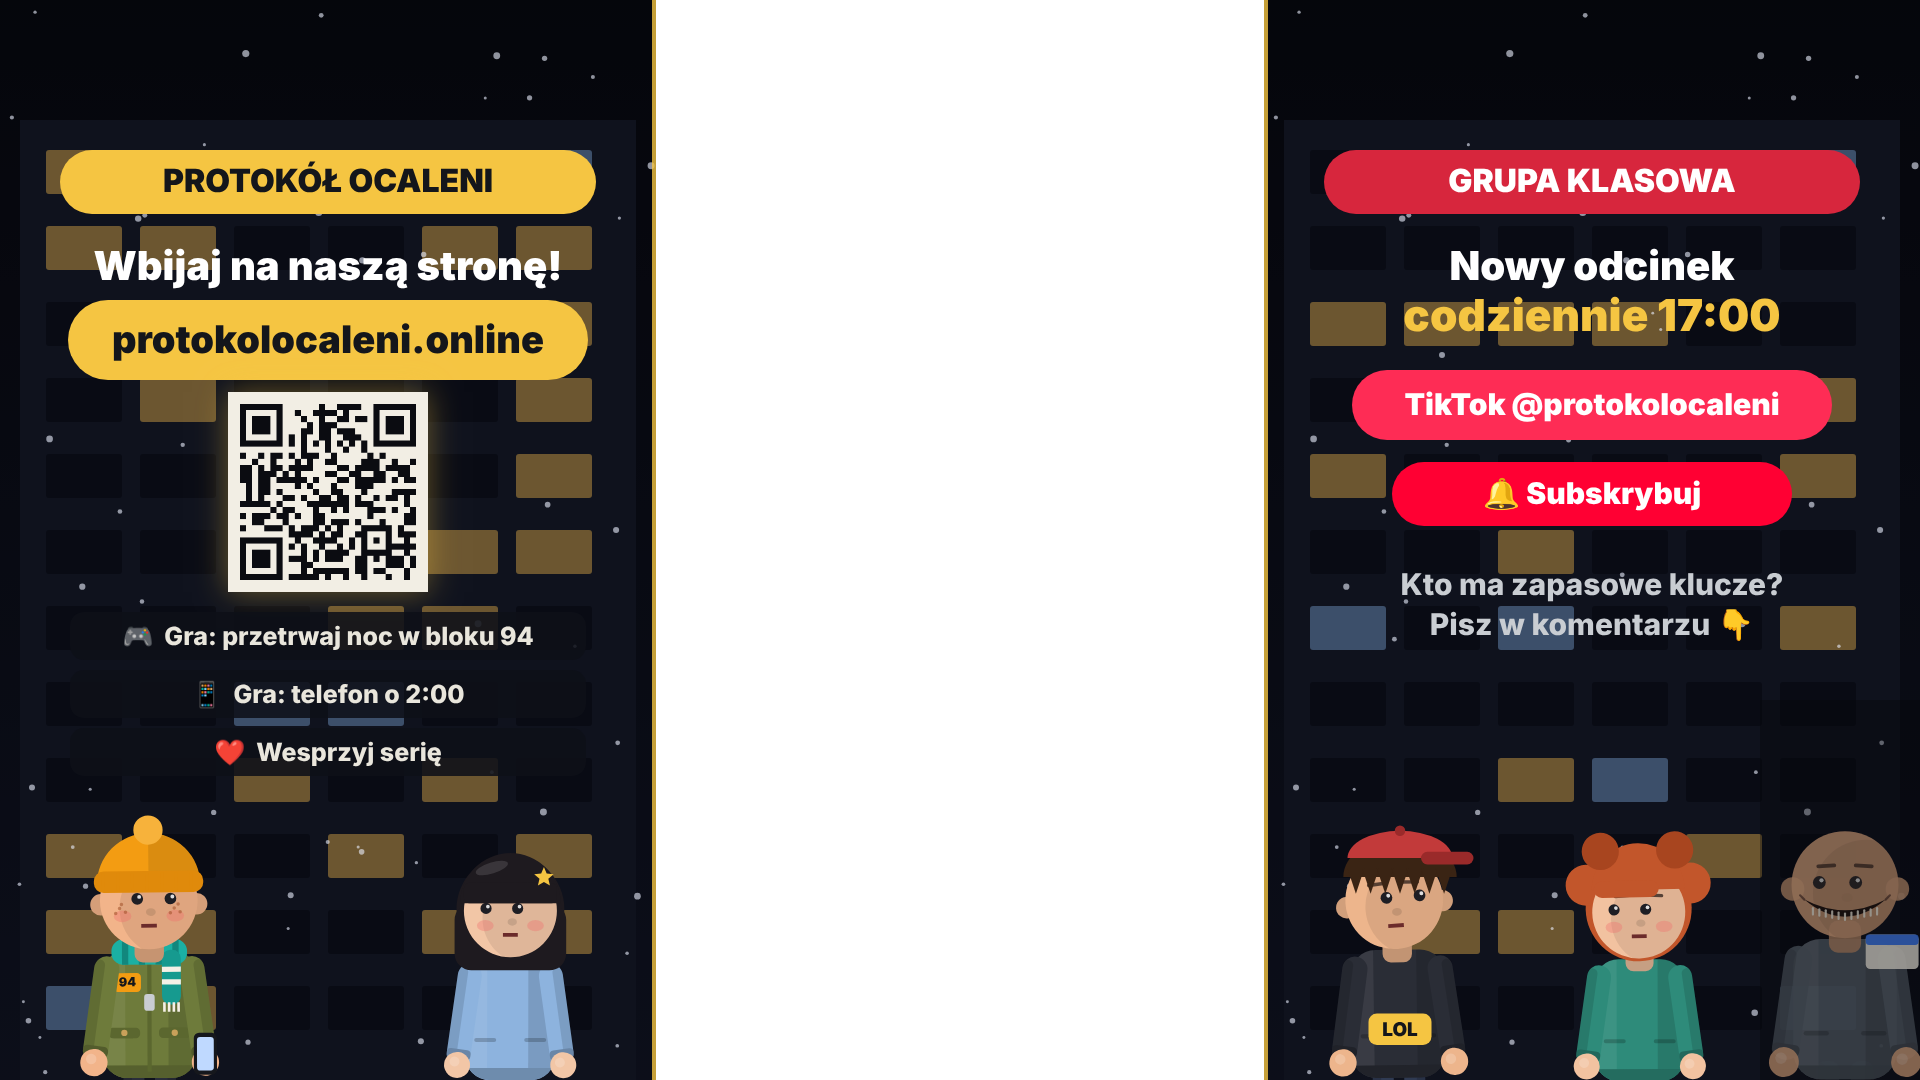 PROTOKÓŁ OCALENI
Wbijaj na naszą stronę!
protokolocaleni.online
🎮 Gra: przetrwaj noc w bloku 94
📱 Gra: telefon o 2:00
❤️ Wesprzyj serię
94
GRUPA KLASOWA
Nowy odcinek
codziennie 17:00
TikTok @protokolocaleni
🔔 Subskrybuj
Kto ma zapasowe klucze?
Pisz w komentarzu 👇
LOL